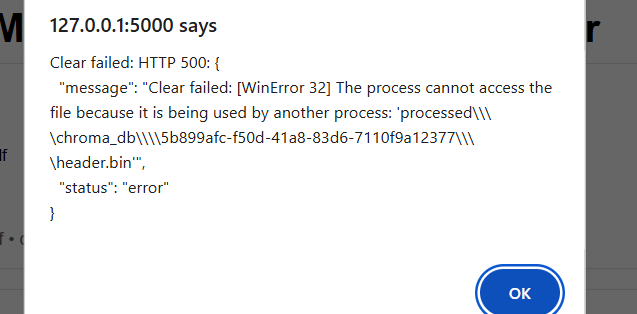 M
r
127.0.0.1:5000 says
Clear failed: HTTP 500: {
"message": "Clear failed: [WinError 32] The process cannot access the
file because it is being used by another process: 'processed\\\
\chroma_db\\\\5b899afc-f50d-41a8-83d6-7110f9a12377\\\
\header.bin'",
"status": "error"
}
OK